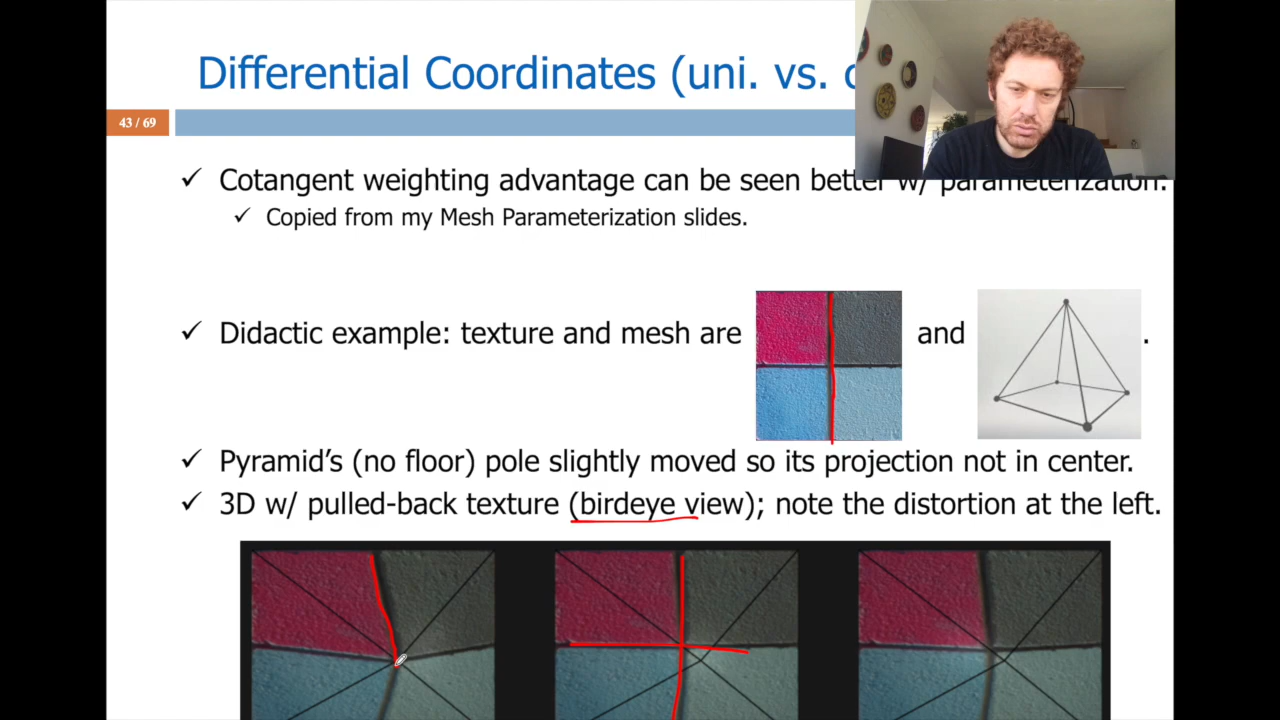 Differential Coordinates (uni. vs.
43 / 69
✓ Cotangent weighting advantage can be seen better w/ parameterization.
✓ Copied from my Mesh Parameterization slides.
✓ Didactic example: texture and mesh are and .
✓ Pyramid's (no floor) pole slightly moved so its projection not in center.
✓ 3D w/ pulled-back texture (birdeye view); note the distortion at the left.